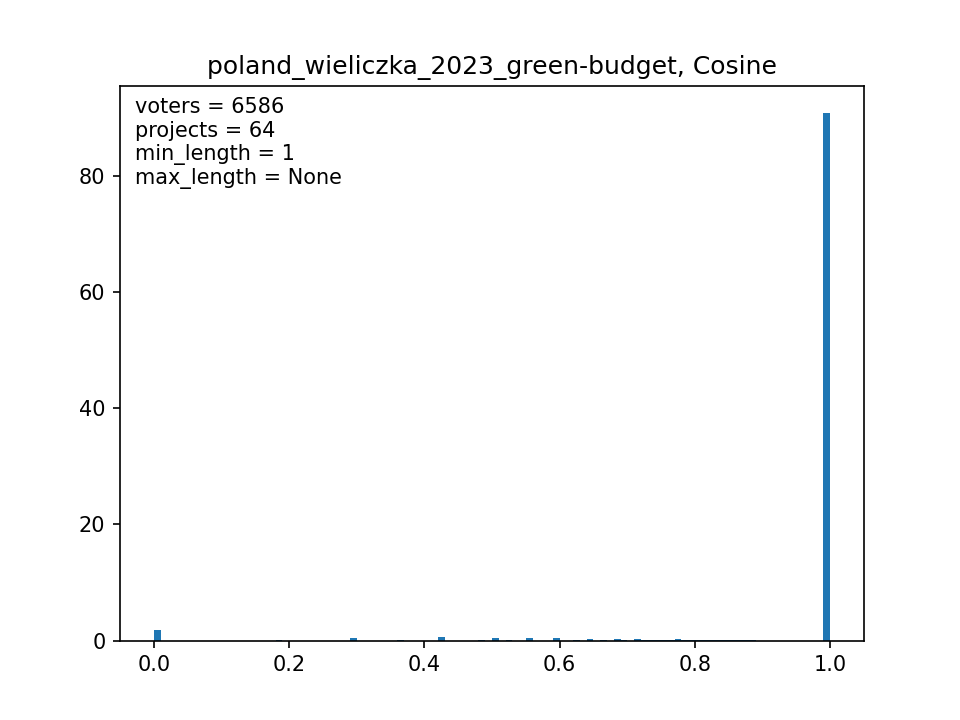 poland_wieliczka_2023_green-budget, Cosine
voters = 6586
projects = 64
min_length = 1
max_length = None
80
60
40
20
0
0.0 0.2 0.4 0.6 0.8 1.0